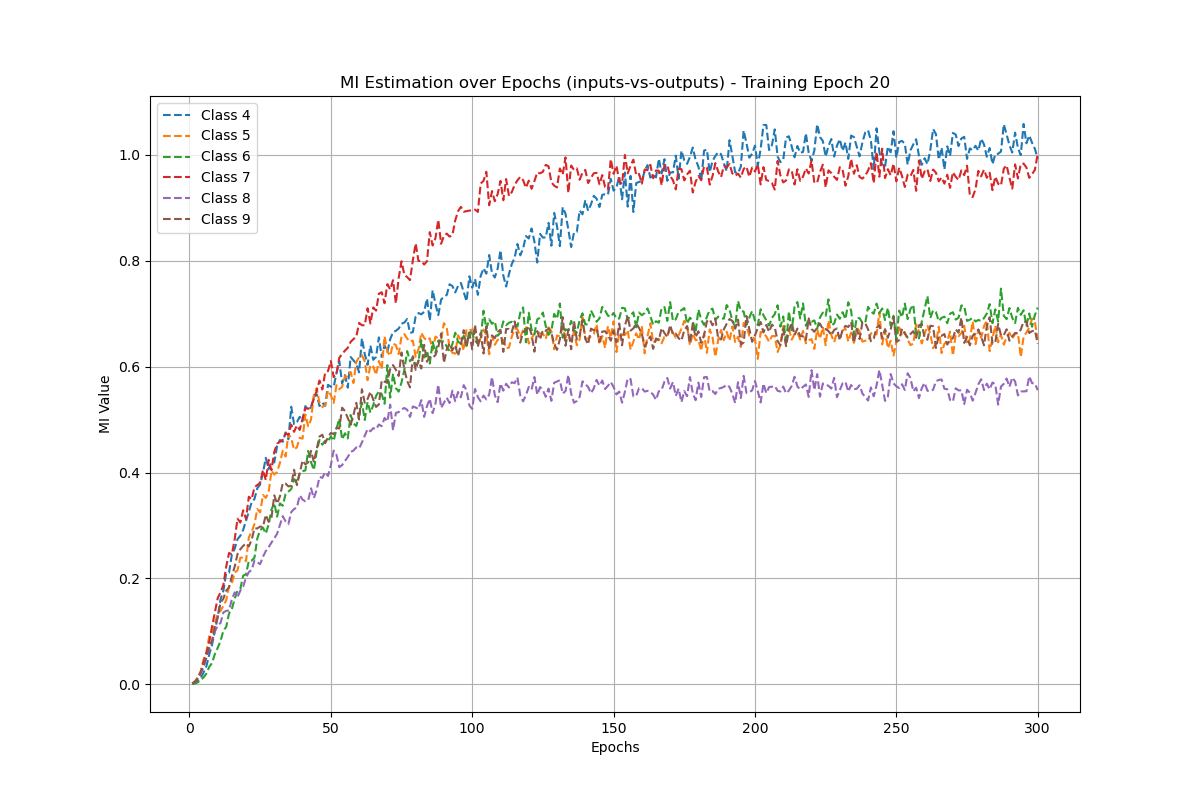 MI Estimation over Epochs (inputs-vs-outputs) - Training Epoch 20
Class 4
Class 5
Class 6
Class 7
Class 8
Class 9
MI Value
1.0
0.8
0.6
0.4
0.2
0.0
0 50 100 150 200 250 300
Epochs